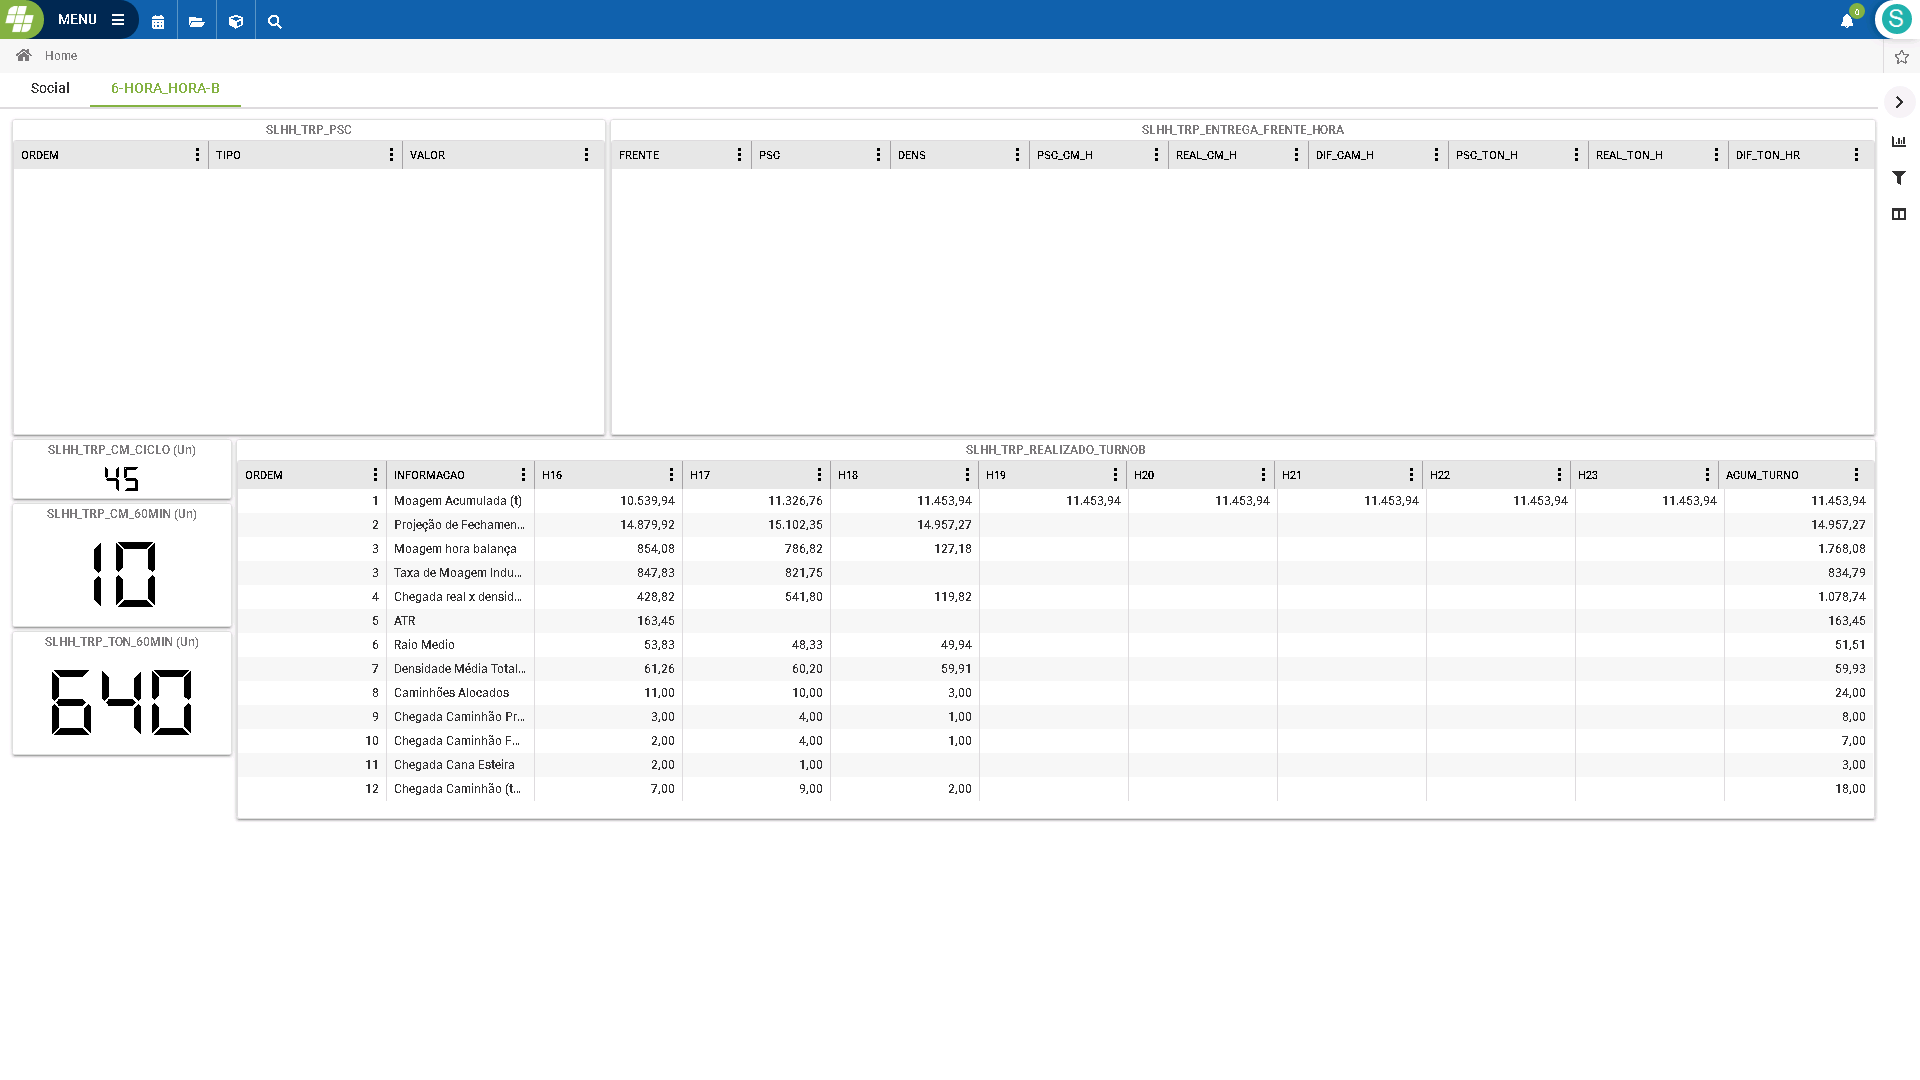 MENU
0
S
Home
Social 6-HORA_HORA-B
SLHH_TRP_PSC
ORDEM TIPO VALOR
SLHH_TRP_ENTREGA_FRENTE_HORA
FRENTE PSC DENS PSC_CM_H REAL_CM_H DIF_CAM_H PSC_TON_H REAL_TON_H DIF_TON_HR
SLHH_TRP_CM_CICLO (Un)
45
SLHH_TRP_CM_60MIN (Un)
10
SLHH_TRP_TON_60MIN (Un)
640
SLHH_TRP_REALIZADO_TURNOB
ORDEM INFORMACAO H16 H17 H18 H19 H20 H21 H22 H23 ACUM_TURNO
1 Moagem Acumulada (t) 10.539,94 11.326,76 11.453,94 11.453,94 11.453,94 11.453,94 11.453,94 11.453,94 11.453,94
2 Projeção de Fechamen... 14.879,92 15.102,35 14.957,27 14.957,27
3 Moagem hora balança 854,08 786,82 127,18 1.768,08
3 Taxa de Moagem Indu... 847,83 821,75 834,79
4 Chegada real x densid... 428,82 541,80 119,82 1.078,74
5 ATR 163,45 163,45
6 Raio Medio 53,83 48,33 49,94 51,51
7 Densidade Média Total... 61,26 60,20 59,91 59,93
8 Caminhões Alocados 11,00 10,00 3,00 24,00
9 Chegada Caminhão Pr... 3,00 4,00 1,00 8,00
10 Chegada Caminhão F... 2,00 4,00 1,00 7,00
11 Chegada Cana Esteira 2,00 1,00 3,00
12 Chegada Caminhão (t... 7,00 9,00 2,00 18,00